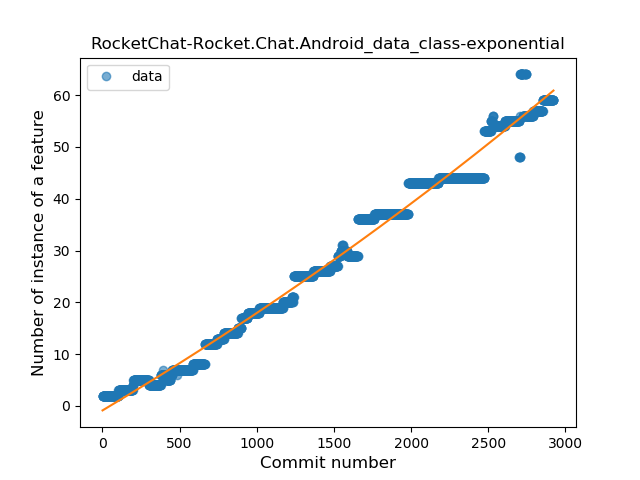 RocketChat-Rocket.Chat.Android_data_class-exponential
data
Number of instance of a feature
60
50
40
30
20
10
0
0 500 1000 1500 2000 2500 3000
Commit number